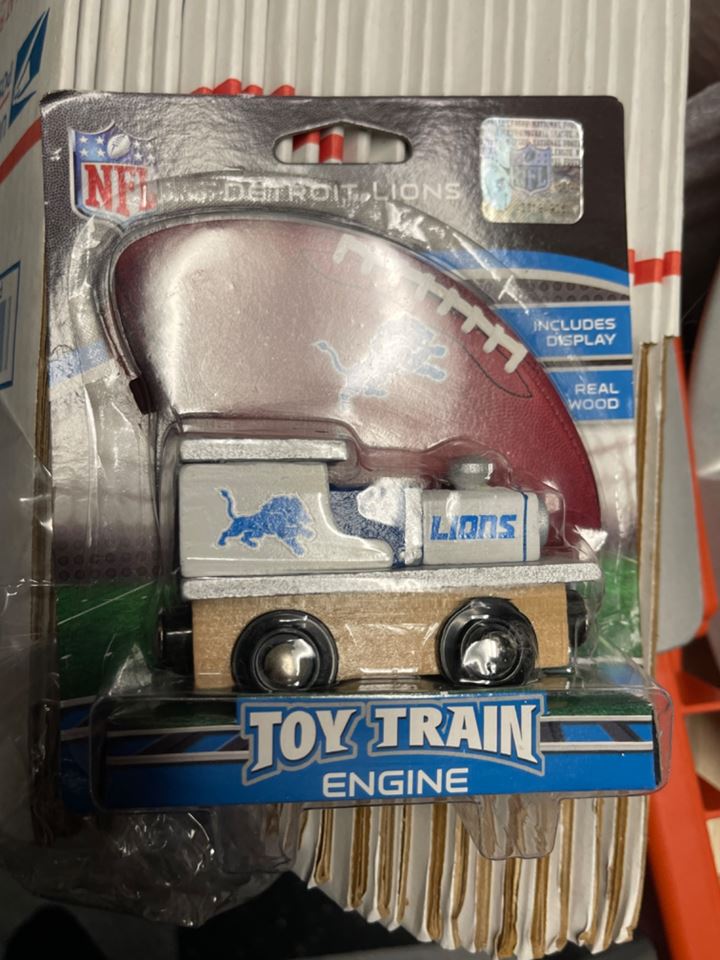 NFL
DETROIT LIONS
INCLUDES
DISPLAY
REAL
WOOD
LIONS
TOY TRAIN
ENGINE